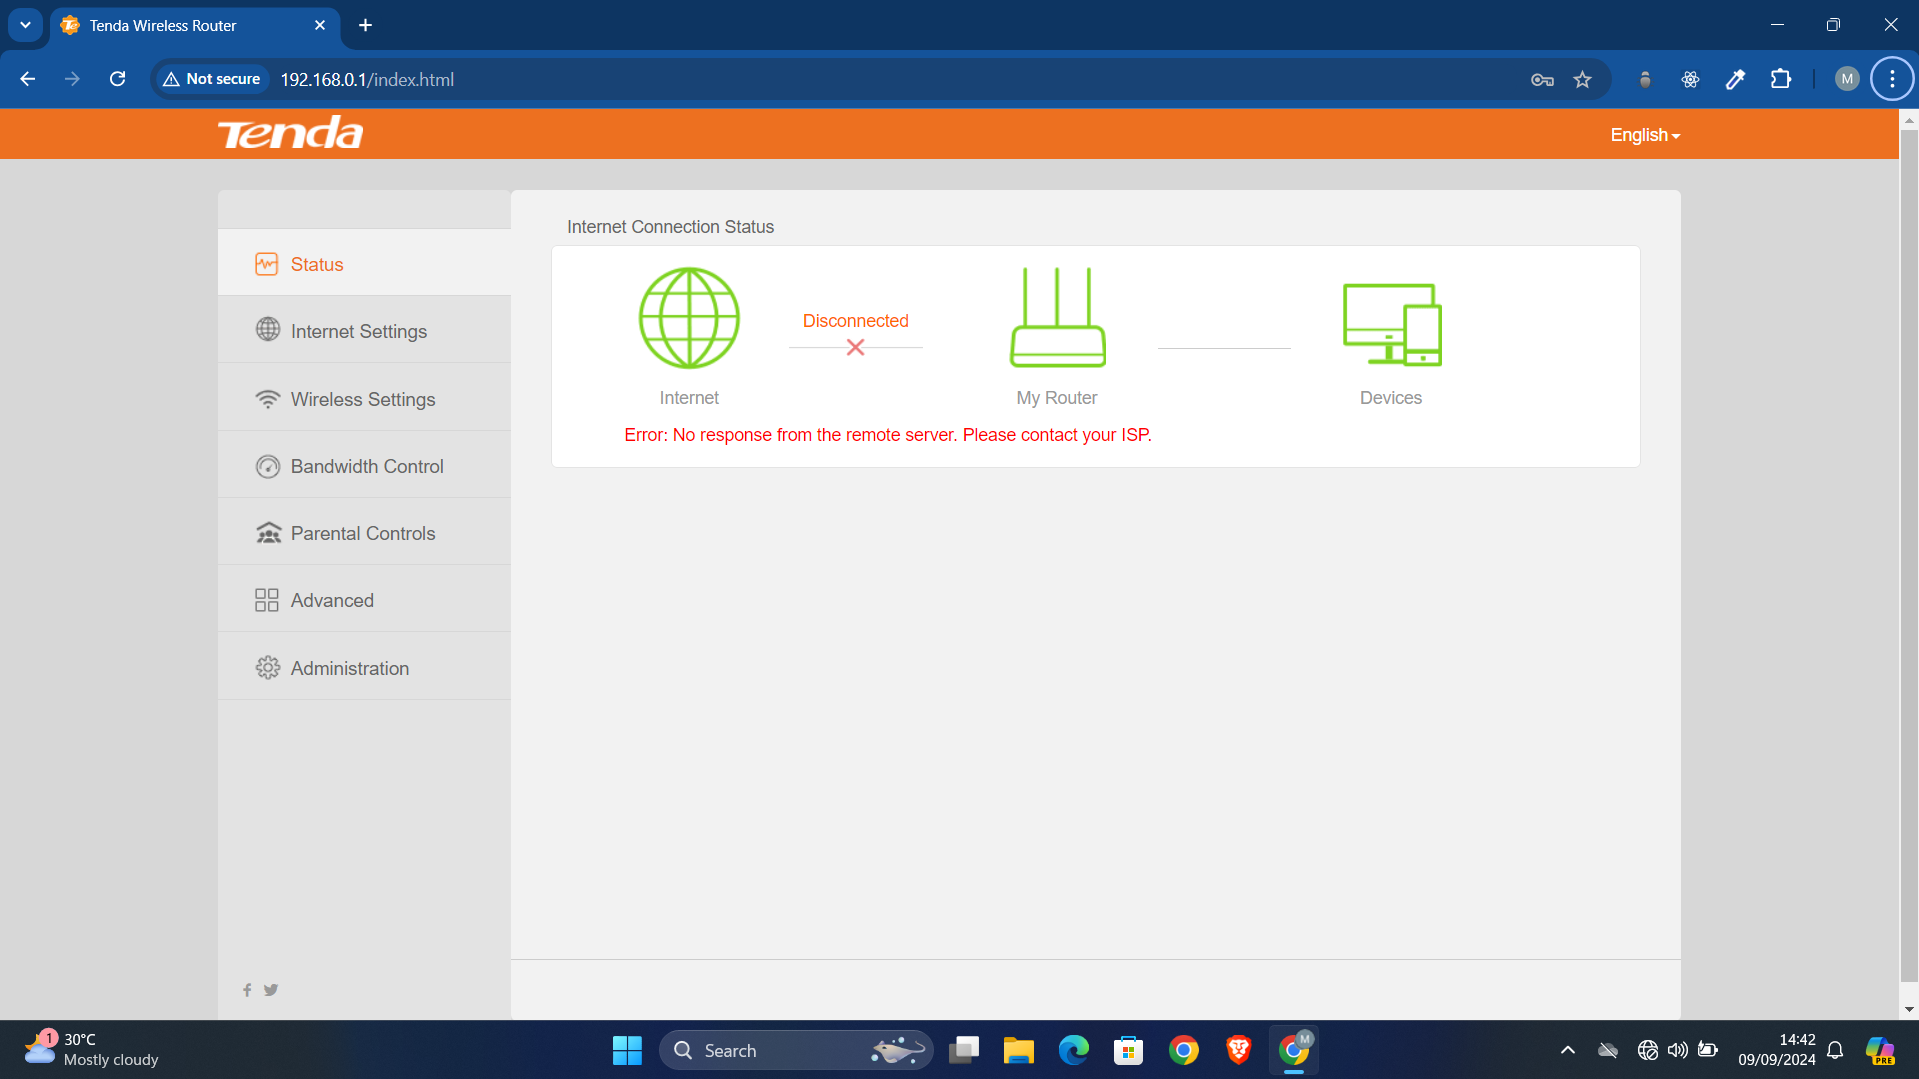 Tenda Wireless Router
Not secure
192.168.0.1/index.html
M
Tenda
English
Status
Internet Settings
Wireless Settings
Bandwidth Control
Parental Controls
Advanced
Administration
Internet Connection Status
Disconnected
Internet
My Router
Devices
Error: No response from the remote server. Please contact your ISP.
1
30°C
Mostly cloudy
Search
M
14:42
09/09/2024
PRE